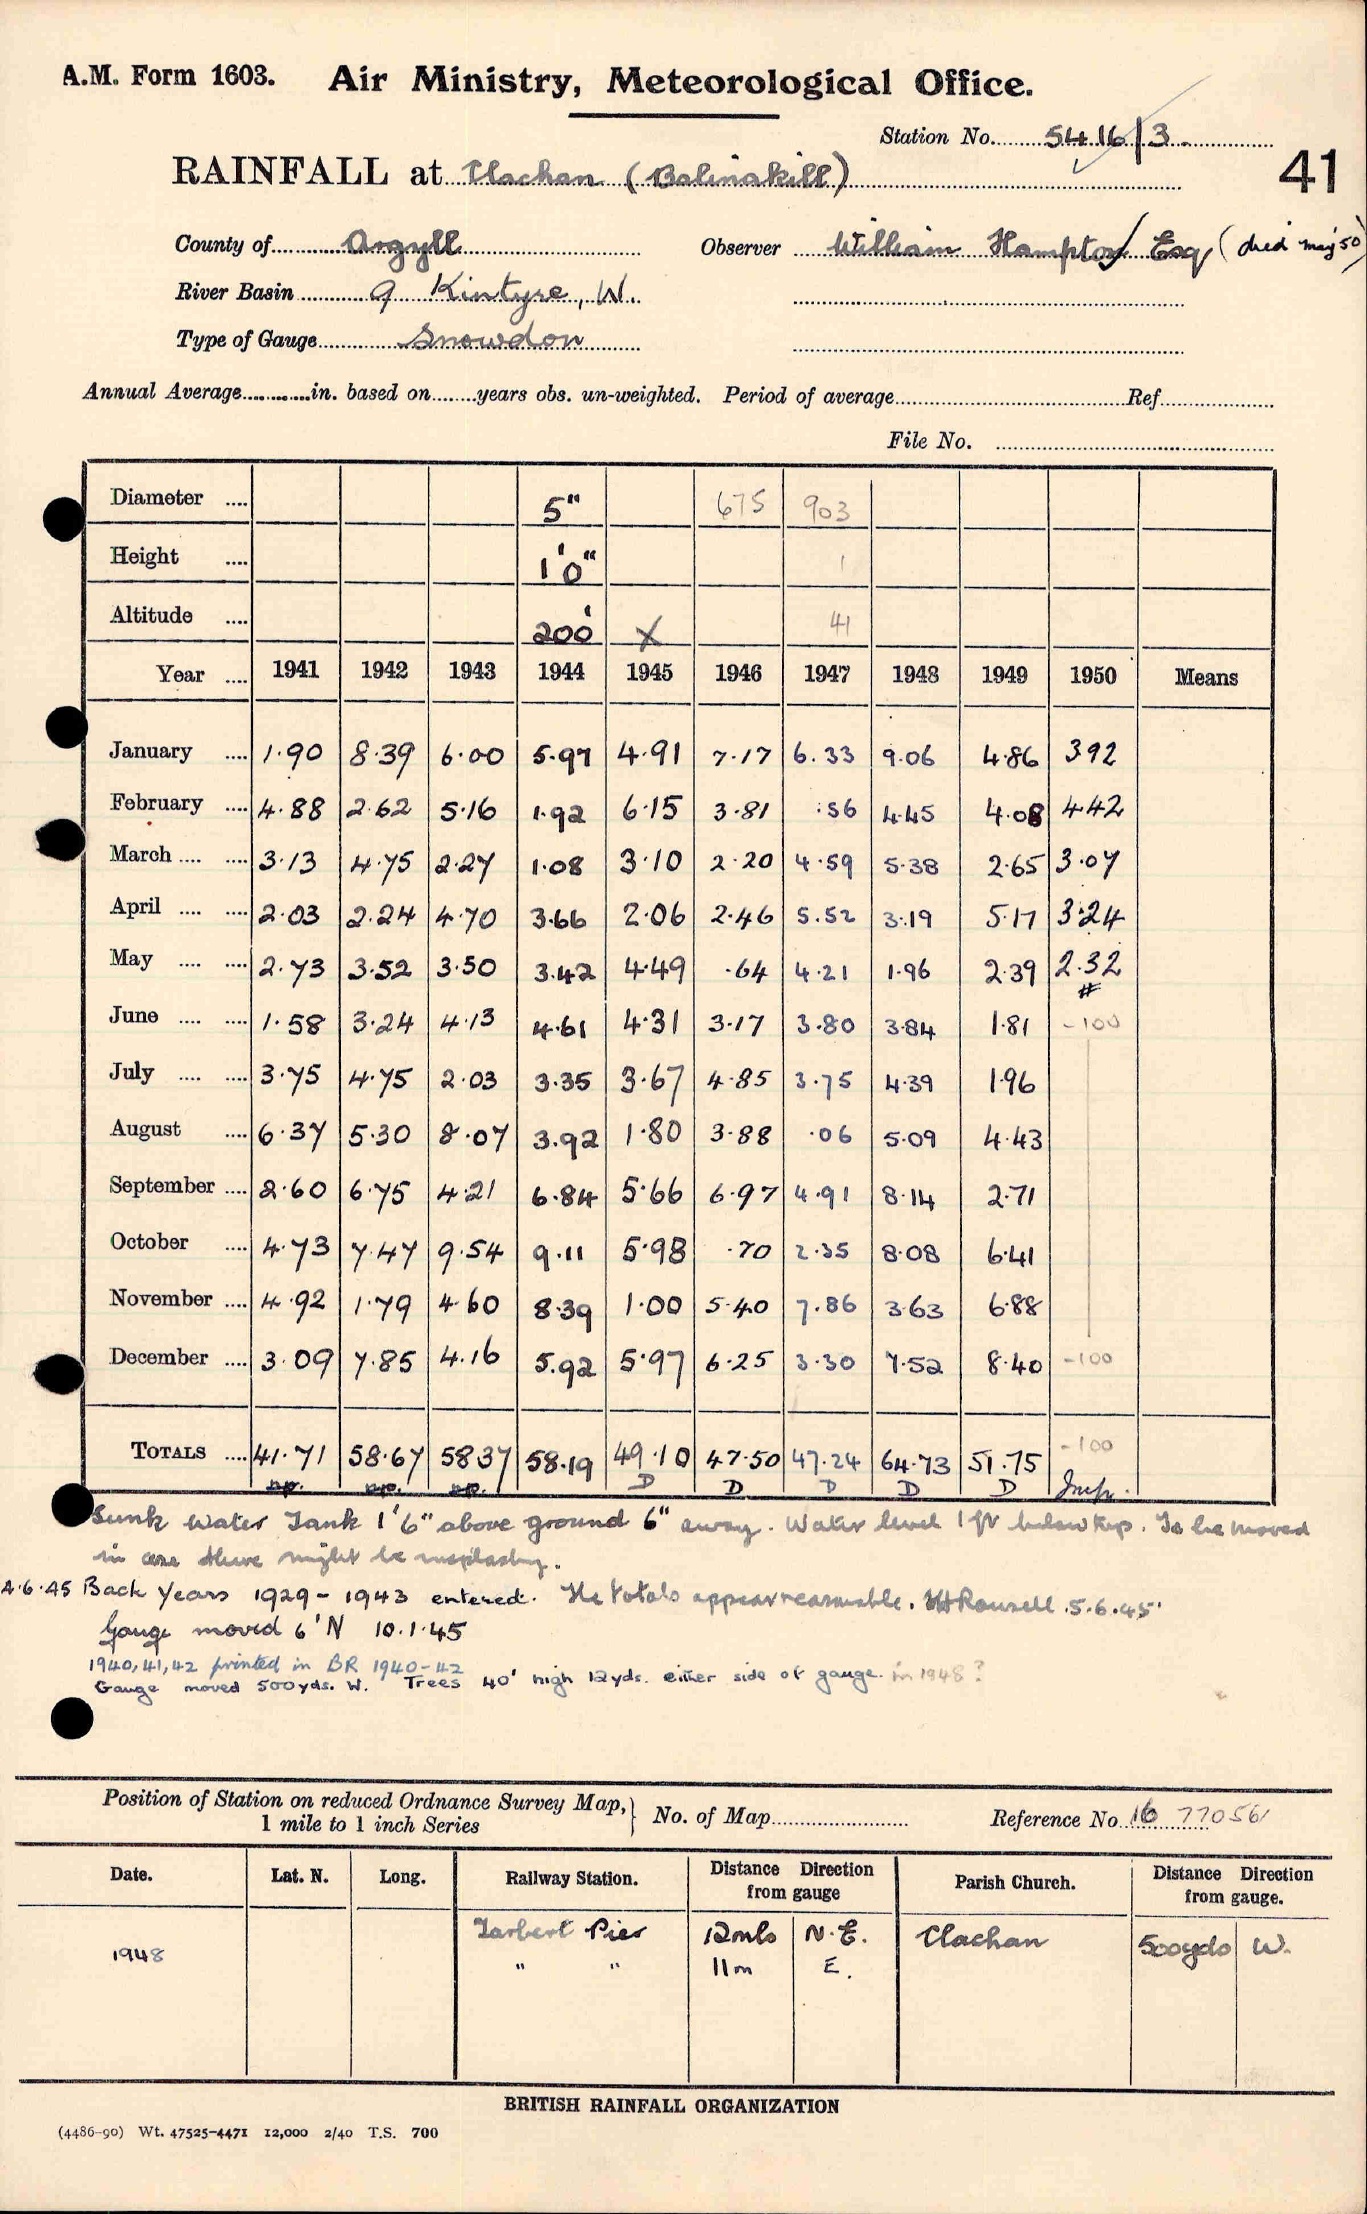 A.M. Form 1603. Air Ministry, Meteorological Office.
Station No. 5416/3.
RAINFALL at Clachan (Balinakill) 41
County of Argyll Observer William Hampton Esq (died may '50)
River Basin 9 Kintyre, W.
Type of Gauge Snowdon
Annual Average in. based on years obs. un-weighted. Period of average Ref
File No.
Diameter .... 5" 675 903
Height .... 1'0" 1
Altitude .... 200' X 41
Year .... 1941 1942 1943 1944 1945 1946 1947 1948 1949 1950 Means
January .... 1.90 8.39 6.00 5.97 4.91 7.17 6.33 9.06 4.86 392
February .... 4.88 2.62 5.16 1.92 6.15 3.81 .56 4.45 4.08 442
March .... .... 3.13 4.75 2.27 1.08 3.10 2.20 4.59 5.38 2.65 3.07
April .... .... 2.03 2.24 4.70 3.66 2.06 2.46 5.52 3.19 5.17 3.24
May .... .... 2.73 3.52 3.50 3.42 4.49 .64 4.21 1.96 2.39 2.32
#
June .... .... 1.58 3.24 4.13 4.61 4.31 3.17 3.80 3.84 1.81 -100
July .... .... 3.75 4.75 2.03 3.35 3.67 4.85 3.75 4.39 1.96
August .... 6.37 5.30 8.07 3.92 1.80 3.88 .06 5.09 4.43
September .... 2.60 6.75 4.21 6.84 5.66 6.97 4.91 8.14 2.71
October .... 4.73 7.47 9.54 9.11 5.98 .70 2.35 8.08 6.41
November .... 4.92 1.79 4.60 8.39 1.00 5.40 7.86 3.63 6.88
December .... 3.09 7.85 4.16 5.92 5.97 6.25 3.30 7.52 8.40 -100
TOTALS .... 41.71 58.67 58.37 58.19 49.10 47.50 47.24 64.73 51.75 -100
np. np. np. D D D D D Imp.
Sunk Water Tank 1'6" above ground 6" away. Water level 1 ft below top. To be moved
in case there might be insplashing.
4.6.45 Back Years 1929-1943 entered. The totals appear reasonable. Rousell .5.6.45
Gauge moved 6'N 10.1.45
1940,41,42 printed in BR 1940-42
Gauge moved 500yds. W. Trees 40' high 12yds. either side of gauge. in 1948?
Position of Station on reduced Ordnance Survey Map,} No. of Map Reference No 16 770561
1 mile to 1 inch Series
Date. Lat. N. Long. Railway Station. Distance Direction from gauge Parish Church. Distance Direction from gauge.
Tarbert Pier 12mls N.E. Clachan 500yds W.
1948 " " 11m E.
BRITISH RAINFALL ORGANIZATION
(4486-90) Wt. 47525-4471 12,000 2/40 T.S. 700